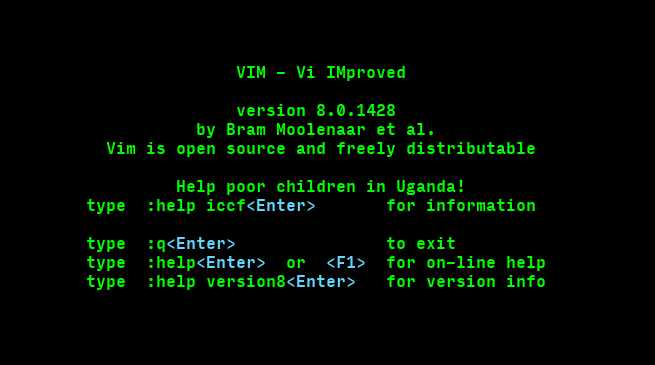 VIM - Vi IMproved
version 8.0.1428
by Bram Moolenaar et al.
Vim is open source and freely distributable
Help poor children in Uganda!
type  :help iccf<Enter>       for information
type  :q<Enter>               to exit
type  :help<Enter>  or  <F1>  for on-line help
type  :help version8<Enter>   for version info